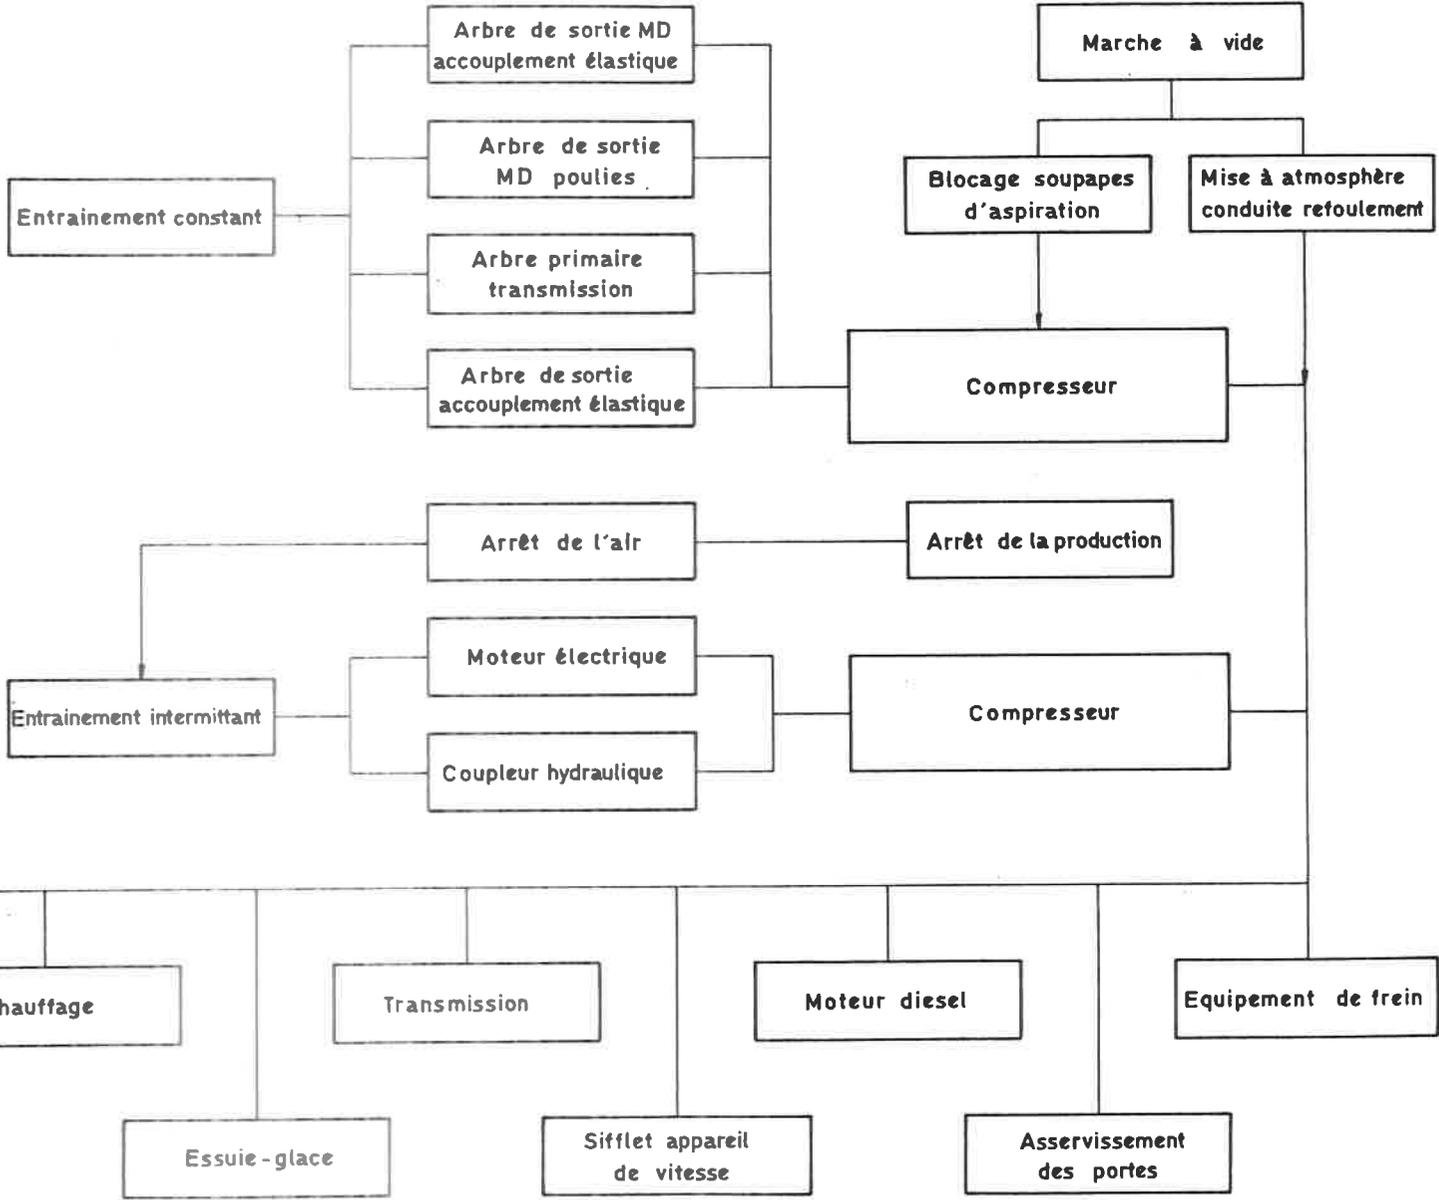 Arbre de sortie MD
accouplement élastique
Marche à vide
Arbre de sortie
MD poulies
Blocage soupapes
d'aspiration
Mise à atmosphère
conduite refoulement
Entrainement constant
Arbre primaire
transmission
Arbre de sortie
accouplement élastique
Compresseur
Arrêt de l'air
Arrêt de la production
Moteur électrique
Entrainement intermittant
Compresseur
Coupleur hydraulique
hauffage
Transmission
Moteur diesel
Equipement de frein
Essuie-glace
Sifflet appareil
de vitesse
Asservissement
des portes